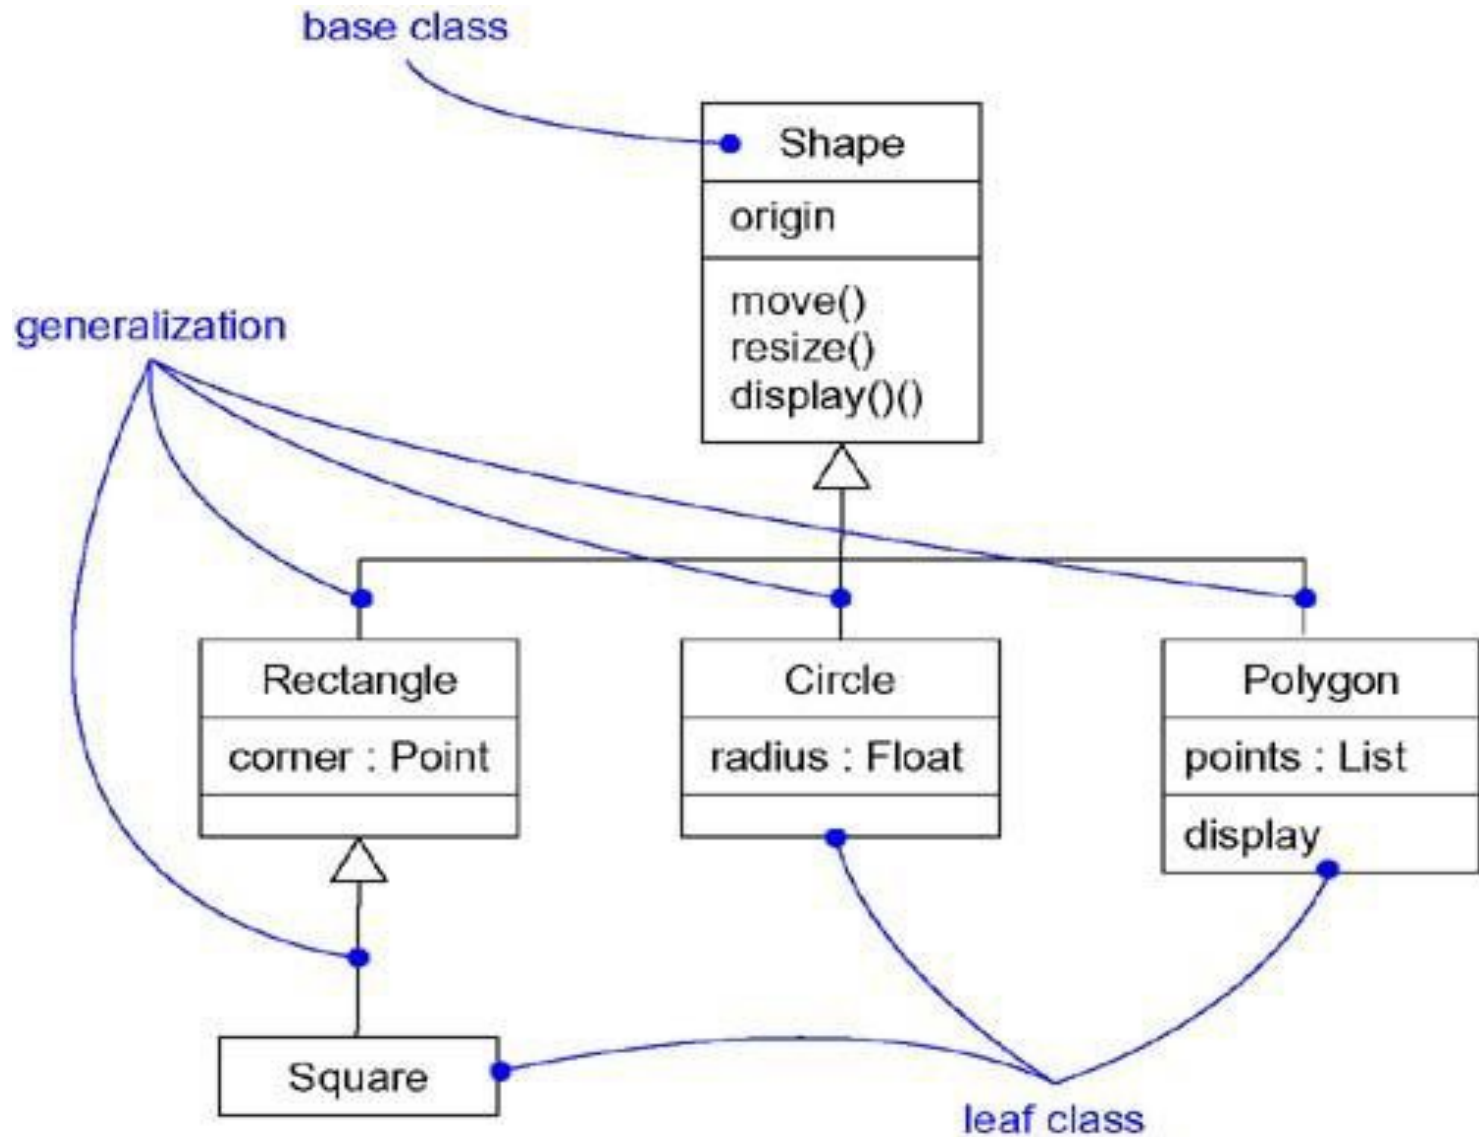 base class
Shape
origin
move()
resize()
display()()
generalization
Rectangle
corner : Point
Circle
radius : Float
Polygon
points : List
display
Square
leaf class